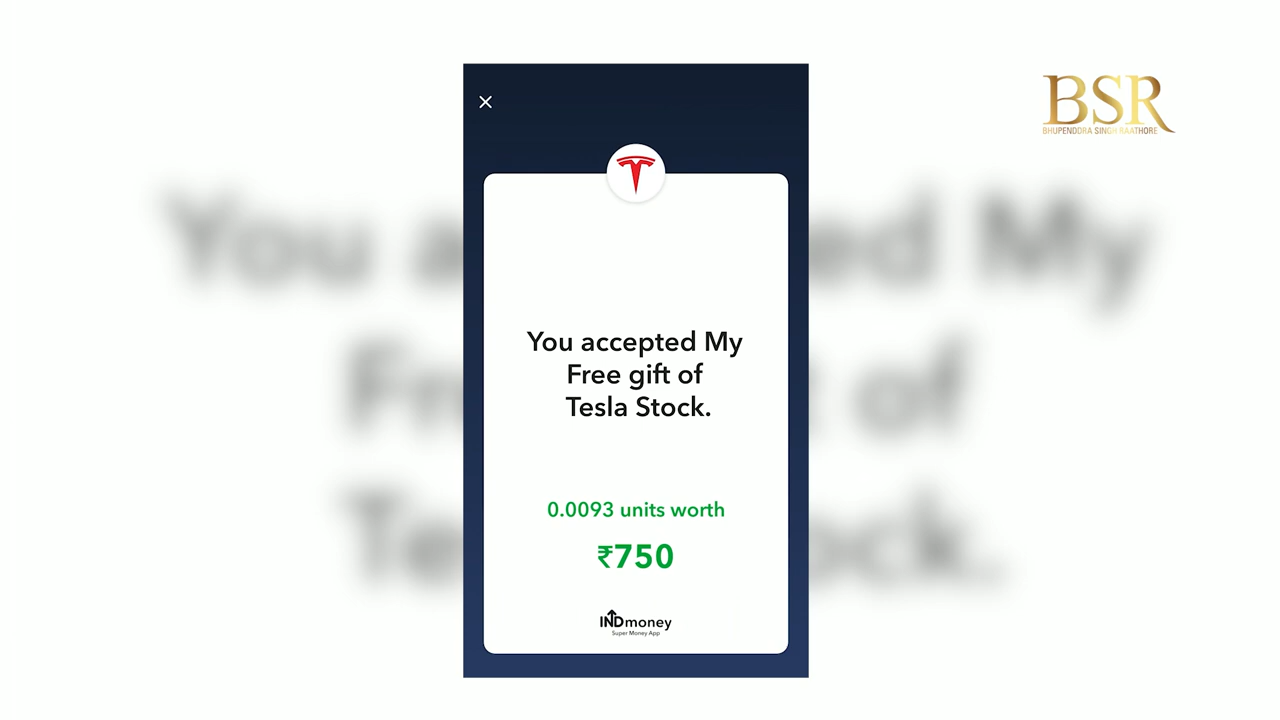 BSR
BHUPENDDRA SINGH RAATHORE
You accepted My
Free gift of
Tesla Stock.
0.0093 units worth
₹750
INDmoney
Super Money App